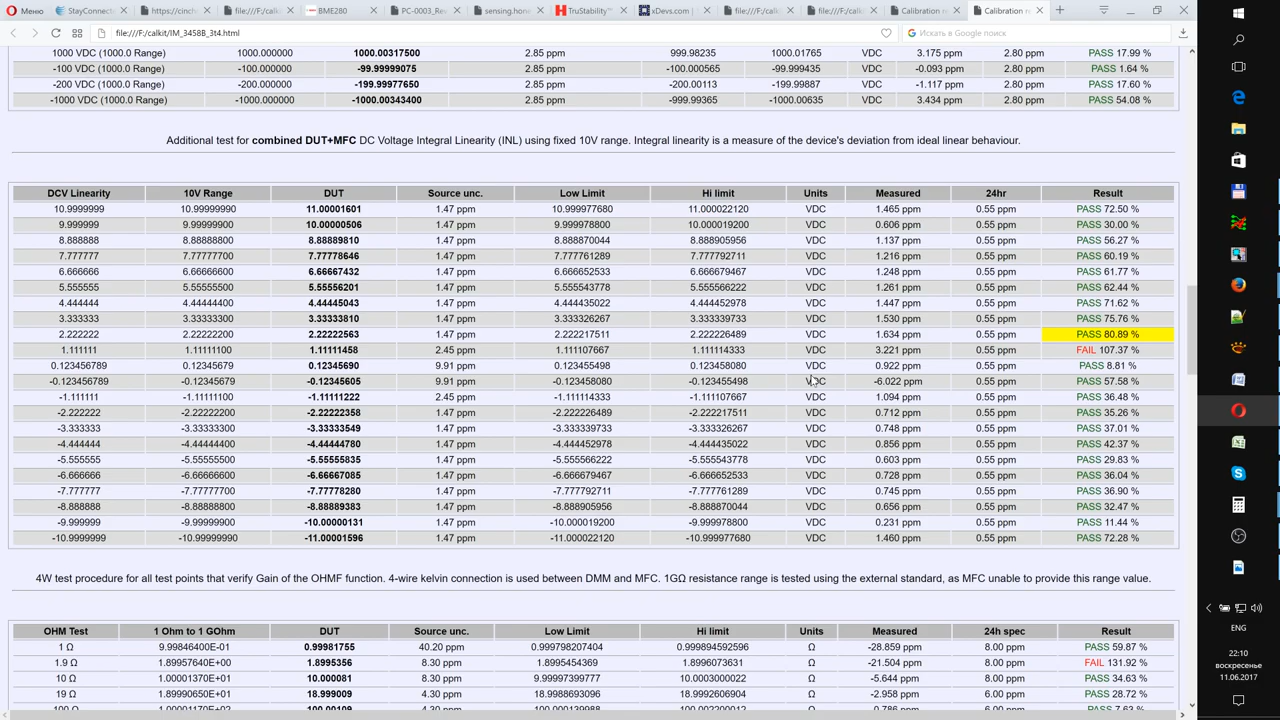 StayConnect
https://cinch
file:///F:/
BME280
PC-0003_Rev
sensing.hone
TruStability™
xDevs.com |
file:///F:/
file:///F:/
Calibration re
Calibration re
Меню
file:///F:/calkit/IM_3458B_3t4.html
Искать в Google поиск
1000 VDC (1000.0 Range) 1000.000000 1000.00317500 2.85 ppm 999.98235 1000.01765 VDC 3.175 ppm 2.80 ppm PASS 17.99 %
-100 VDC (1000.0 Range) -100.000000 -99.99999075 2.85 ppm -100.000565 -99.999435 VDC -0.093 ppm 2.80 ppm PASS 1.64 %
-200 VDC (1000.0 Range) -200.000000 -199.99977650 2.85 ppm -200.00113 -199.99887 VDC -1.117 ppm 2.80 ppm PASS 17.60 %
-1000 VDC (1000.0 Range) -1000.000000 -1000.00343400 2.85 ppm -999.99365 -1000.00635 VDC 3.434 ppm 2.80 ppm PASS 54.08 %
Additional test for combined DUT+MFC DC Voltage Integral Linearity (INL) using fixed 10V range. Integral linearity is a measure of the device's deviation from ideal linear behaviour.
DCV Linearity 10V Range DUT Source unc. Low Limit Hi limit Units Measured 24hr Result
10.9999999 10.99999990 11.00001601 1.47 ppm 10.999977680 11.000022120 VDC 1.465 ppm 0.55 ppm PASS 72.50 %
9.999999 9.99999900 10.00000506 1.47 ppm 9.999978800 10.000019200 VDC 0.606 ppm 0.55 ppm PASS 30.00 %
8.888888 8.88888800 8.88889810 1.47 ppm 8.888870044 8.888905956 VDC 1.137 ppm 0.55 ppm PASS 56.27 %
7.777777 7.77777700 7.77778646 1.47 ppm 7.777761289 7.777792711 VDC 1.216 ppm 0.55 ppm PASS 60.19 %
6.666666 6.66666600 6.66667432 1.47 ppm 6.666652533 6.666679467 VDC 1.248 ppm 0.55 ppm PASS 61.77 %
5.555555 5.55555500 5.55556201 1.47 ppm 5.555543778 5.555566222 VDC 1.261 ppm 0.55 ppm PASS 62.44 %
4.444444 4.44444400 4.44445043 1.47 ppm 4.444435022 4.444452978 VDC 1.447 ppm 0.55 ppm PASS 71.62 %
3.333333 3.33333300 3.33333810 1.47 ppm 3.333326267 3.333339733 VDC 1.530 ppm 0.55 ppm PASS 75.76 %
2.222222 2.22222200 2.22222563 1.47 ppm 2.222217511 2.222226489 VDC 1.634 ppm 0.55 ppm PASS 80.89 %
1.111111 1.11111100 1.11111458 2.45 ppm 1.111107667 1.111114333 VDC 3.221 ppm 0.55 ppm FAIL 107.37 %
0.123456789 0.12345679 0.12345690 9.91 ppm 0.123455498 0.123458080 VDC 0.922 ppm 0.55 ppm PASS 8.81 %
-0.123456789 -0.12345679 -0.12345605 9.91 ppm -0.123458080 -0.123455498 VDC -6.022 ppm 0.55 ppm PASS 57.58 %
-1.111111 -1.11111100 -1.11111222 2.45 ppm -1.111114333 -1.111107667 VDC 1.094 ppm 0.55 ppm PASS 36.48 %
-2.222222 -2.22222200 -2.22222358 1.47 ppm -2.222226489 -2.222217511 VDC 0.712 ppm 0.55 ppm PASS 35.26 %
-3.333333 -3.33333300 -3.33333549 1.47 ppm -3.333339733 -3.333326267 VDC 0.748 ppm 0.55 ppm PASS 37.01 %
-4.444444 -4.44444400 -4.44444780 1.47 ppm -4.444452978 -4.444435022 VDC 0.856 ppm 0.55 ppm PASS 42.37 %
-5.555555 -5.55555500 -5.55555835 1.47 ppm -5.555566222 -5.555543778 VDC 0.603 ppm 0.55 ppm PASS 29.83 %
-6.666666 -6.66666600 -6.66667085 1.47 ppm -6.666679467 -6.666652533 VDC 0.728 ppm 0.55 ppm PASS 36.04 %
-7.777777 -7.77777700 -7.77778280 1.47 ppm -7.777792711 -7.777761289 VDC 0.745 ppm 0.55 ppm PASS 36.90 %
-8.888888 -8.88888800 -8.88889383 1.47 ppm -8.888905956 -8.888870044 VDC 0.656 ppm 0.55 ppm PASS 32.47 %
-9.999999 -9.99999900 -10.00000131 1.47 ppm -10.000019200 -9.999978800 VDC 0.231 ppm 0.55 ppm PASS 11.44 %
-10.9999999 -10.99999990 -11.00001596 1.47 ppm -11.000022120 -10.999977680 VDC 1.460 ppm 0.55 ppm PASS 72.28 %
4W test procedure for all test points that verify Gain of the OHMF function. 4-wire kelvin connection is used between DMM and MFC. 1GΩ resistance range is tested using the external standard, as MFC unable to provide this range value.
OHM Test 1 Ohm to 1 GOhm DUT Source unc. Low Limit Hi limit Units Measured 24h spec Result
1 Ω 9.99846400E-01 0.99981755 40.20 ppm 0.999798207404 0.999894592596 Ω -28.859 ppm 8.00 ppm PASS 59.87 %
1.9 Ω 1.89957640E+00 1.8995356 8.30 ppm 1.8995454369 1.8996073631 Ω -21.504 ppm 8.00 ppm FAIL 131.92 %
10 Ω 1.00001370E+01 10.000081 8.30 ppm 9.99997399777 10.0003000022 Ω -5.644 ppm 8.00 ppm PASS 34.63 %
19 Ω 1.89990650E+01 18.999009 4.30 ppm 18.9988693096 18.9992606904 Ω -2.958 ppm 6.00 ppm PASS 28.72 %
ENG
22:10
воскресенье
11.06.2017